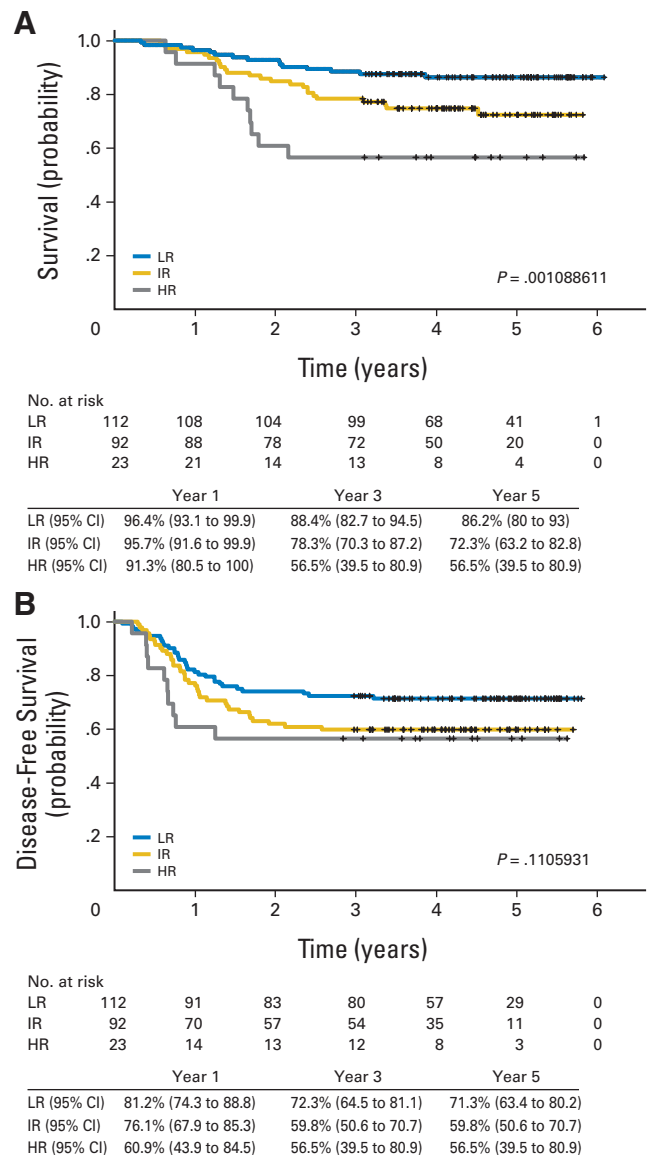 A
1.0
.8
.6
.4
.2
Survival (probability)
LR
IR
HR
P = .001088611
0 1 2 3 4 5 6
Time (years)
No. at risk
LR 112 108 104 99 68 41 1
IR 92 88 78 72 50 20 0
HR 23 21 14 13 8 4 0
Year 1 Year 3 Year 5
LR (95% CI) 96.4% (93.1 to 99.9) 88.4% (82.7 to 94.5) 86.2% (80 to 93)
IR (95% CI) 95.7% (91.6 to 99.9) 78.3% (70.3 to 87.2) 72.3% (63.2 to 82.8)
HR (95% CI) 91.3% (80.5 to 100) 56.5% (39.5 to 80.9) 56.5% (39.5 to 80.9)
B
1.0
.8
.6
.4
.2
Disease-Free Survival
(probability)
LR
IR
HR
P = .1105931
0 1 2 3 4 5 6
Time (years)
No. at risk
LR 112 91 83 80 57 29 0
IR 92 70 57 54 35 11 0
HR 23 14 13 12 8 3 0
Year 1 Year 3 Year 5
LR (95% CI) 81.2% (74.3 to 88.8) 72.3% (64.5 to 81.1) 71.3% (63.4 to 80.2)
IR (95% CI) 76.1% (67.9 to 85.3) 59.8% (50.6 to 70.7) 59.8% (50.6 to 70.7)
HR (95% CI) 60.9% (43.9 to 84.5) 56.5% (39.5 to 80.9) 56.5% (39.5 to 80.9)